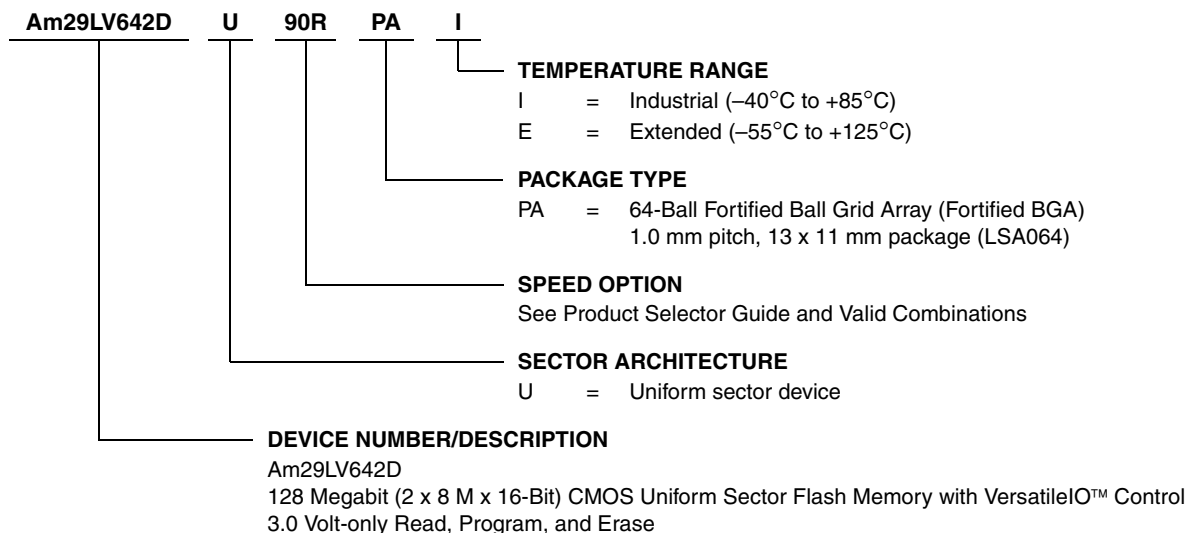 Am29LV642D U 90R PA I
TEMPERATURE RANGE
I = Industrial (–40°C to +85°C)
E = Extended (–55°C to +125°C)
PACKAGE TYPE
PA = 64-Ball Fortified Ball Grid Array (Fortified BGA)
1.0 mm pitch, 13 x 11 mm package (LSA064)
SPEED OPTION
See Product Selector Guide and Valid Combinations
SECTOR ARCHITECTURE
U = Uniform sector device
DEVICE NUMBER/DESCRIPTION
Am29LV642D
128 Megabit (2 x 8 M x 16-Bit) CMOS Uniform Sector Flash Memory with VersatileIO™ Control
3.0 Volt-only Read, Program, and Erase